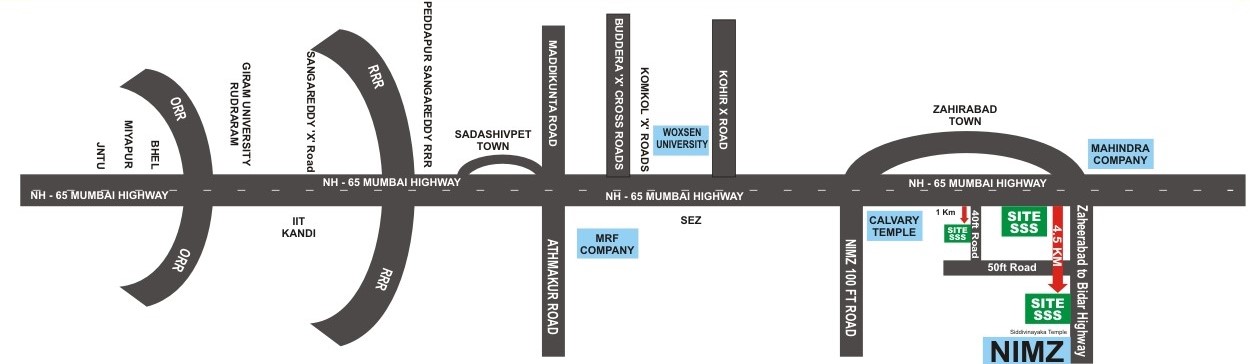 JNTU
MIYAPUR
BHEL
ORR
GIRAM UNIVERSITY
RUDRARAM
SANGAREDDY 'X' Road
RRR
PEDDAPUR SANGAREDDY RRR
SADASHIVPET
TOWN
MADDIKUNTA ROAD
BUDDERA 'X' CROSS ROADS
KOMKOL 'X' ROADS
WOXSEN
UNIVERSITY
KOHIR X ROAD
ZAHIRABAD
TOWN
MAHINDRA
COMPANY
NH - 65 MUMBAI HIGHWAY
NH - 65 MUMBAI HIGHWAY
NH - 65 MUMBAI HIGHWAY
NH - 65 MUMBAI HIGHWAY
ORR
IIT
KANDI
RRR
ATHMAKUR ROAD
MRF
COMPANY
SEZ
NIMZ 100 FT ROAD
CALVARY
TEMPLE
1 Km
SITE
SSS
40ft Road
SITE
SSS
4.5 KM
50ft Road
SITE
SSS
Siddivinayaka Temple
NIMZ
Zaheerabad to Bidar Highway